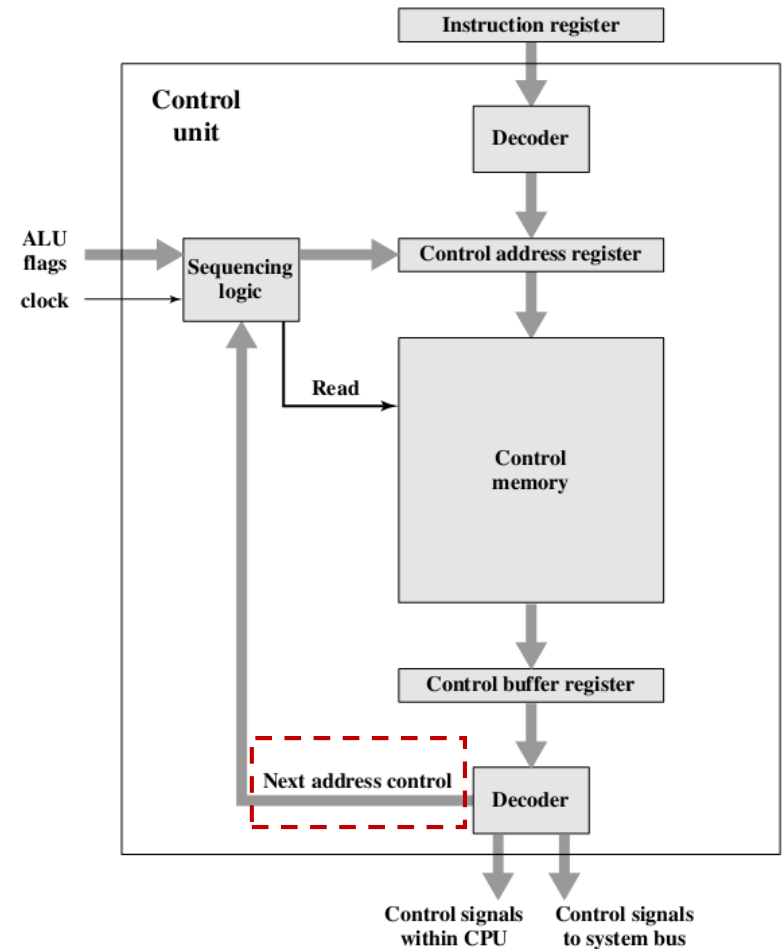 Instruction register
Control
unit
Decoder
ALU
flags
Sequencing
logic
Control address register
clock
Read
Control
memory
Control buffer register
Next address control
Decoder
Control signals
within CPU
Control signals
to system bus